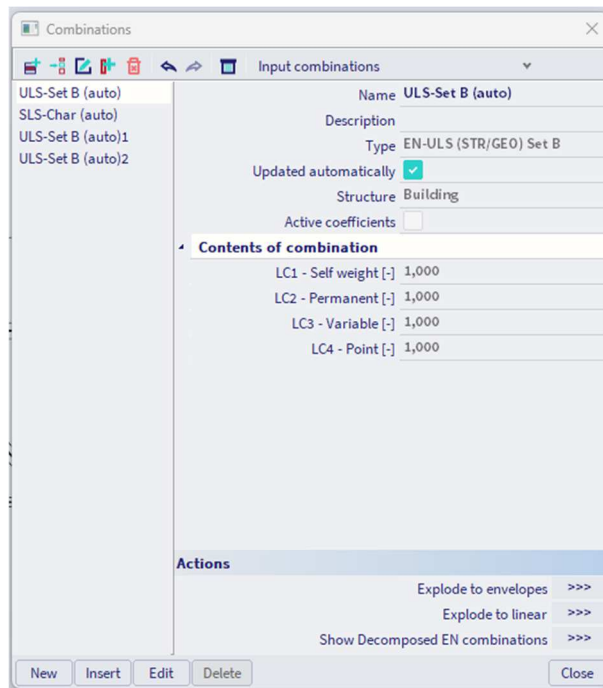 Combinations
Input combinations
ULS-Set B (auto)
SLS-Char (auto)
ULS-Set B (auto)1
ULS-Set B (auto)2
Name ULS-Set B (auto)
Description
Type EN-ULS (STR/GEO) Set B
Updated automatically
Structure Building
Active coefficients
Contents of combination
LC1 - Self weight [-] 1,000
LC2 - Permanent [-] 1,000
LC3 - Variable [-] 1,000
LC4 - Point [-] 1,000
Actions
Explode to envelopes >>>
Explode to linear >>>
Show Decomposed EN combinations >>>
New Insert Edit Delete Close